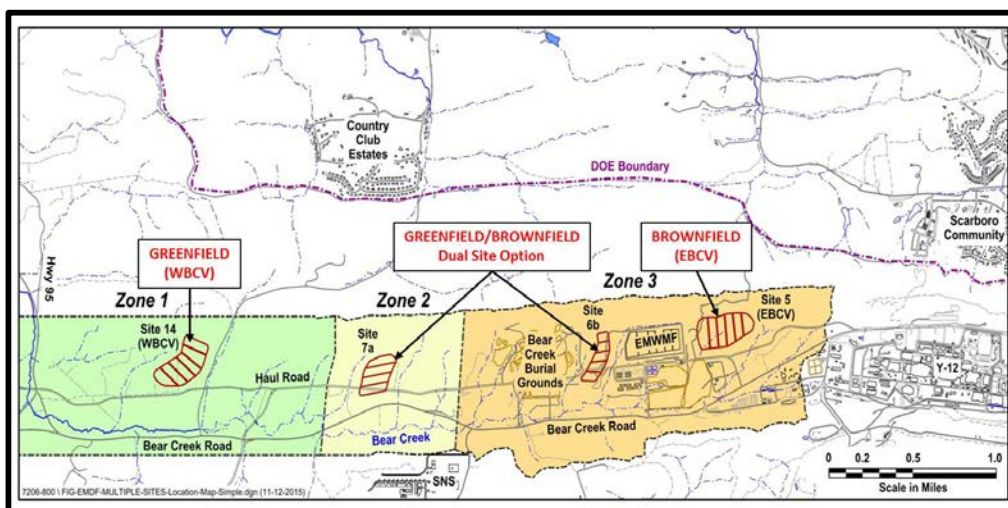 Country Club
Estates
DOE Boundary
Scarboro
Community
GREENFIELD
(WBCV)
GREENFIELD/BROWNFIELD
Dual Site Option
BROWNFIELD
(EBCV)
Hwy 95
Zone 1
Zone 2
Zone 3
Site 14
(WBCV)
Site
7a
Site
6b
Site 5
(EBCV)
EMWMF
Bear
Creek
Burial
Grounds
Y-12
Haul Road
Bear Creek Road
Bear Creek
Bear Creek Road
SNS
0 0.2 0.5 1.0
Scale in Miles
7206-800 \ FIG-EMDF-MULTIPLE-SITES-Location-Map-Simple.dgn (11-12-2015)